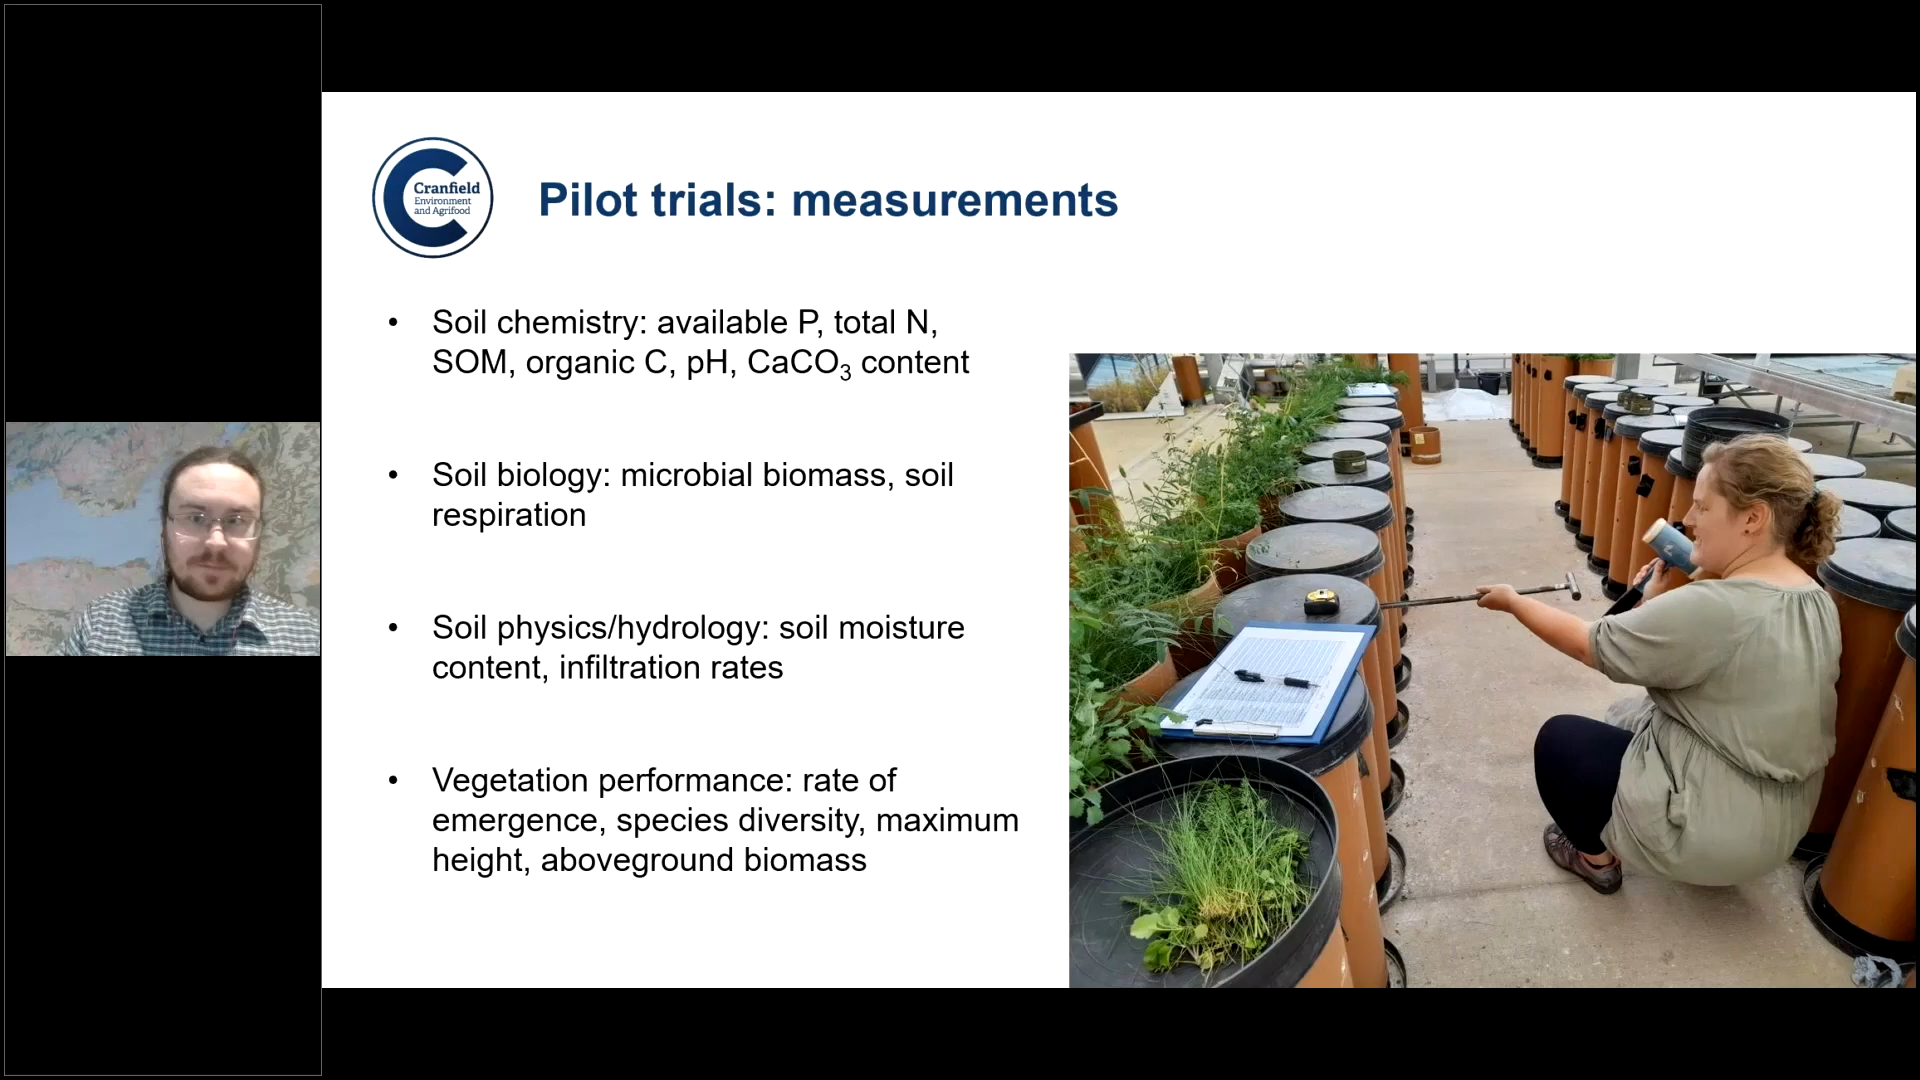 Cranfield
Environment
and Agrifood
Pilot trials: measurements
• Soil chemistry: available P, total N,
SOM, organic C, pH, CaCO₃ content
• Soil biology: microbial biomass, soil
respiration
• Soil physics/hydrology: soil moisture
content, infiltration rates
• Vegetation performance: rate of
emergence, species diversity, maximum
height, aboveground biomass